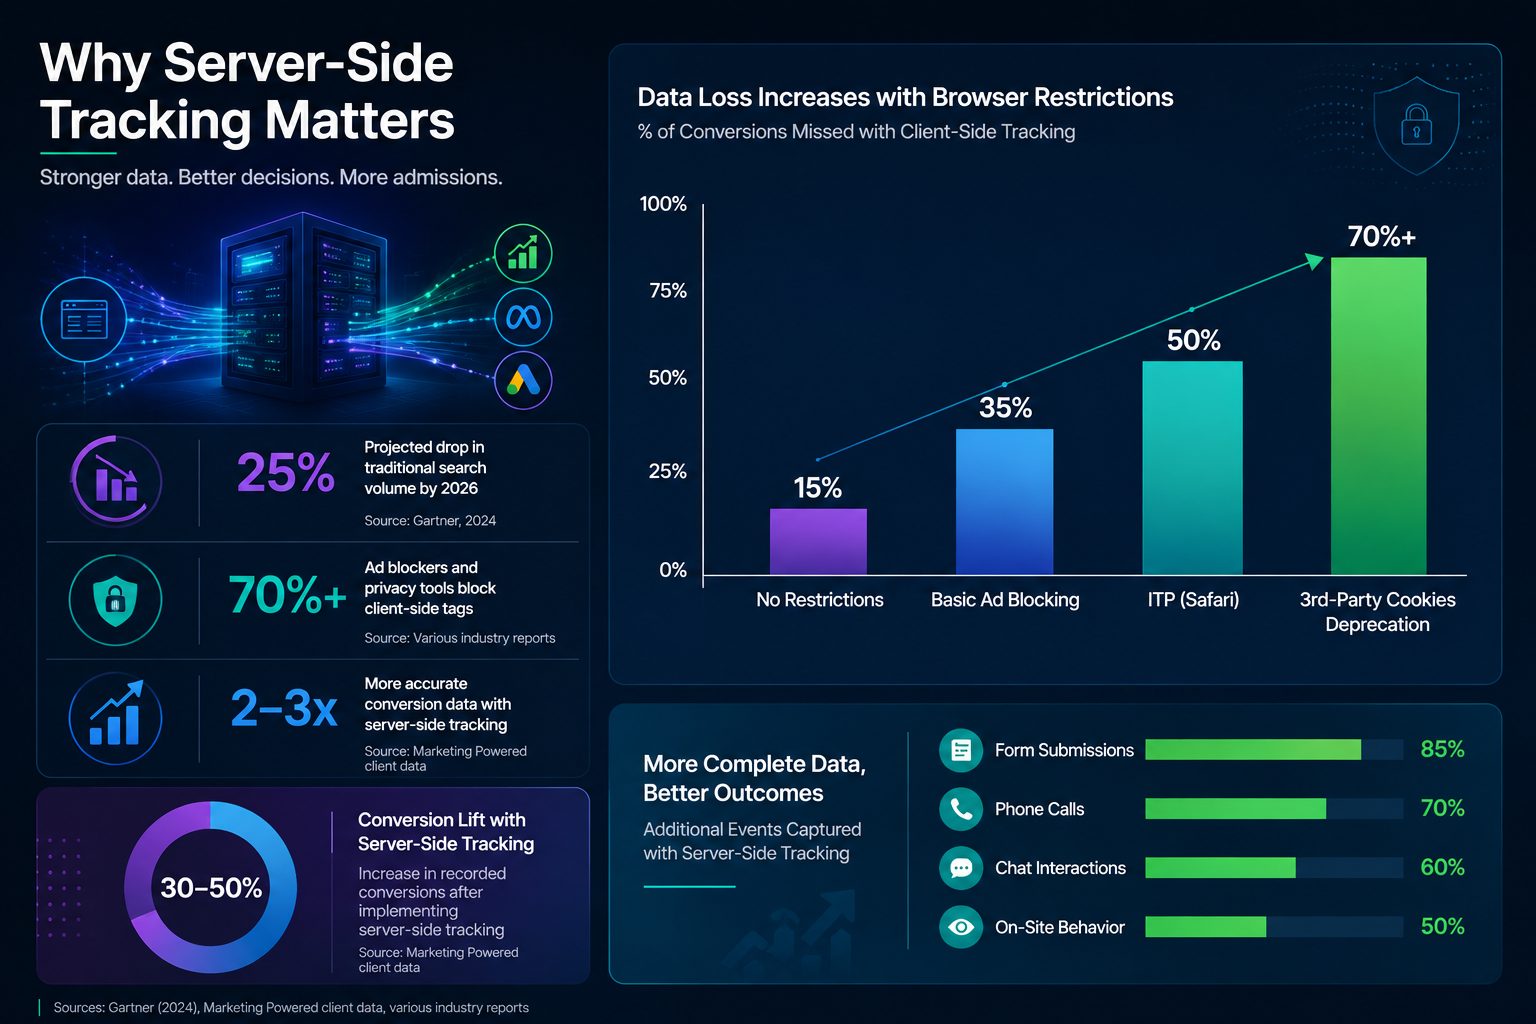 Why Server-Side
Tracking Matters
Stronger data. Better decisions. More admissions.
25%
Projected drop in
traditional search
volume by 2026
Source: Gartner, 2024
70%+
Ad blockers and
privacy tools block
client-side tags
Source: Various industry reports
2–3x
More accurate
conversion data with
server-side tracking
Source: Marketing Powered
client data
30–50%
Conversion Lift with
Server-Side Tracking
Increase in recorded
conversions after
implementing
server-side tracking
Source: Marketing Powered
client data
Data Loss Increases with Browser Restrictions
% of Conversions Missed with Client-Side Tracking
100%
75%
50%
25%
0%
15%
35%
50%
70%+
No Restrictions
Basic Ad Blocking
ITP (Safari)
3rd-Party Cookies
Deprecation
More Complete Data,
Better Outcomes
Additional Events Captured
with Server-Side Tracking
Form Submissions 85%
Phone Calls 70%
Chat Interactions 60%
On-Site Behavior 50%
Sources: Gartner (2024), Marketing Powered client data, various industry reports